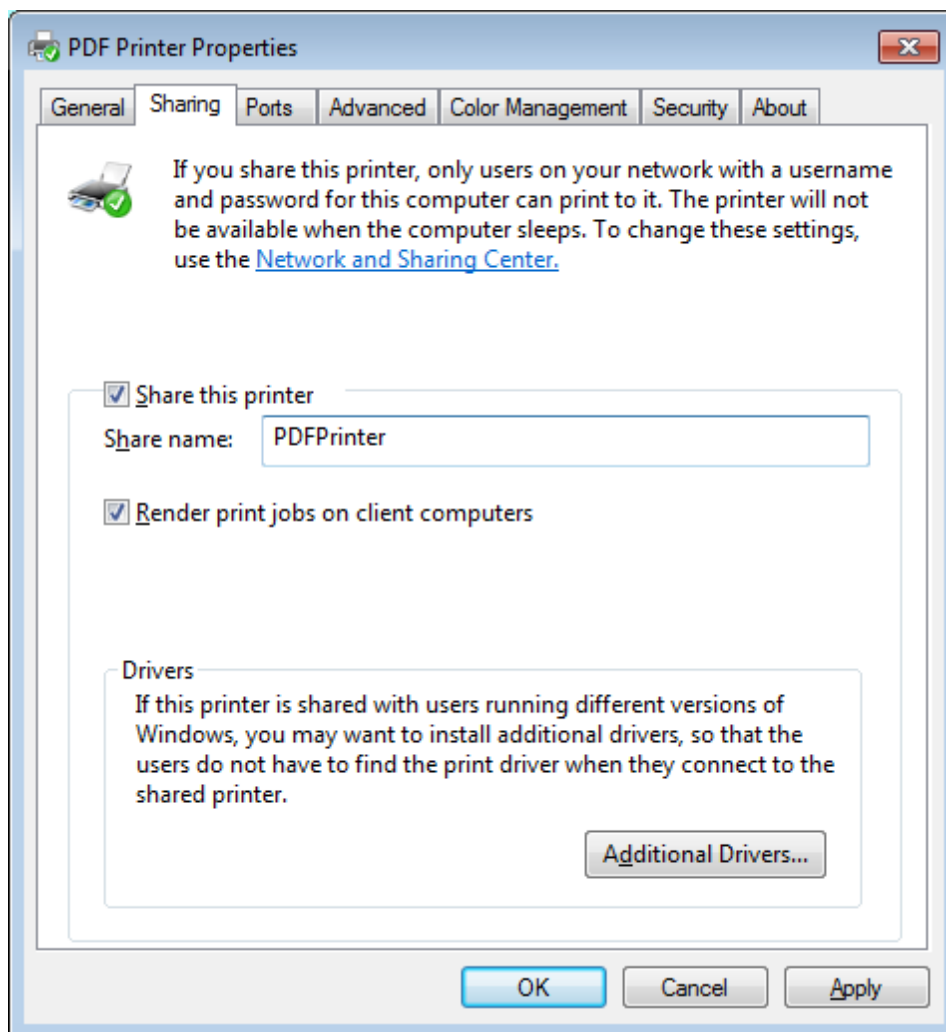 PDF Printer Properties
General Sharing Ports Advanced Color Management Security About
If you share this printer, only users on your network with a username
and password for this computer can print to it. The printer will not
be available when the computer sleeps. To change these settings,
use the Network and Sharing Center.
Share this printer
Share name: PDFPrinter
Render print jobs on client computers
Drivers
If this printer is shared with users running different versions of
Windows, you may want to install additional drivers, so that the
users do not have to find the print driver when they connect to the
shared printer.
Additional Drivers...
OK Cancel Apply